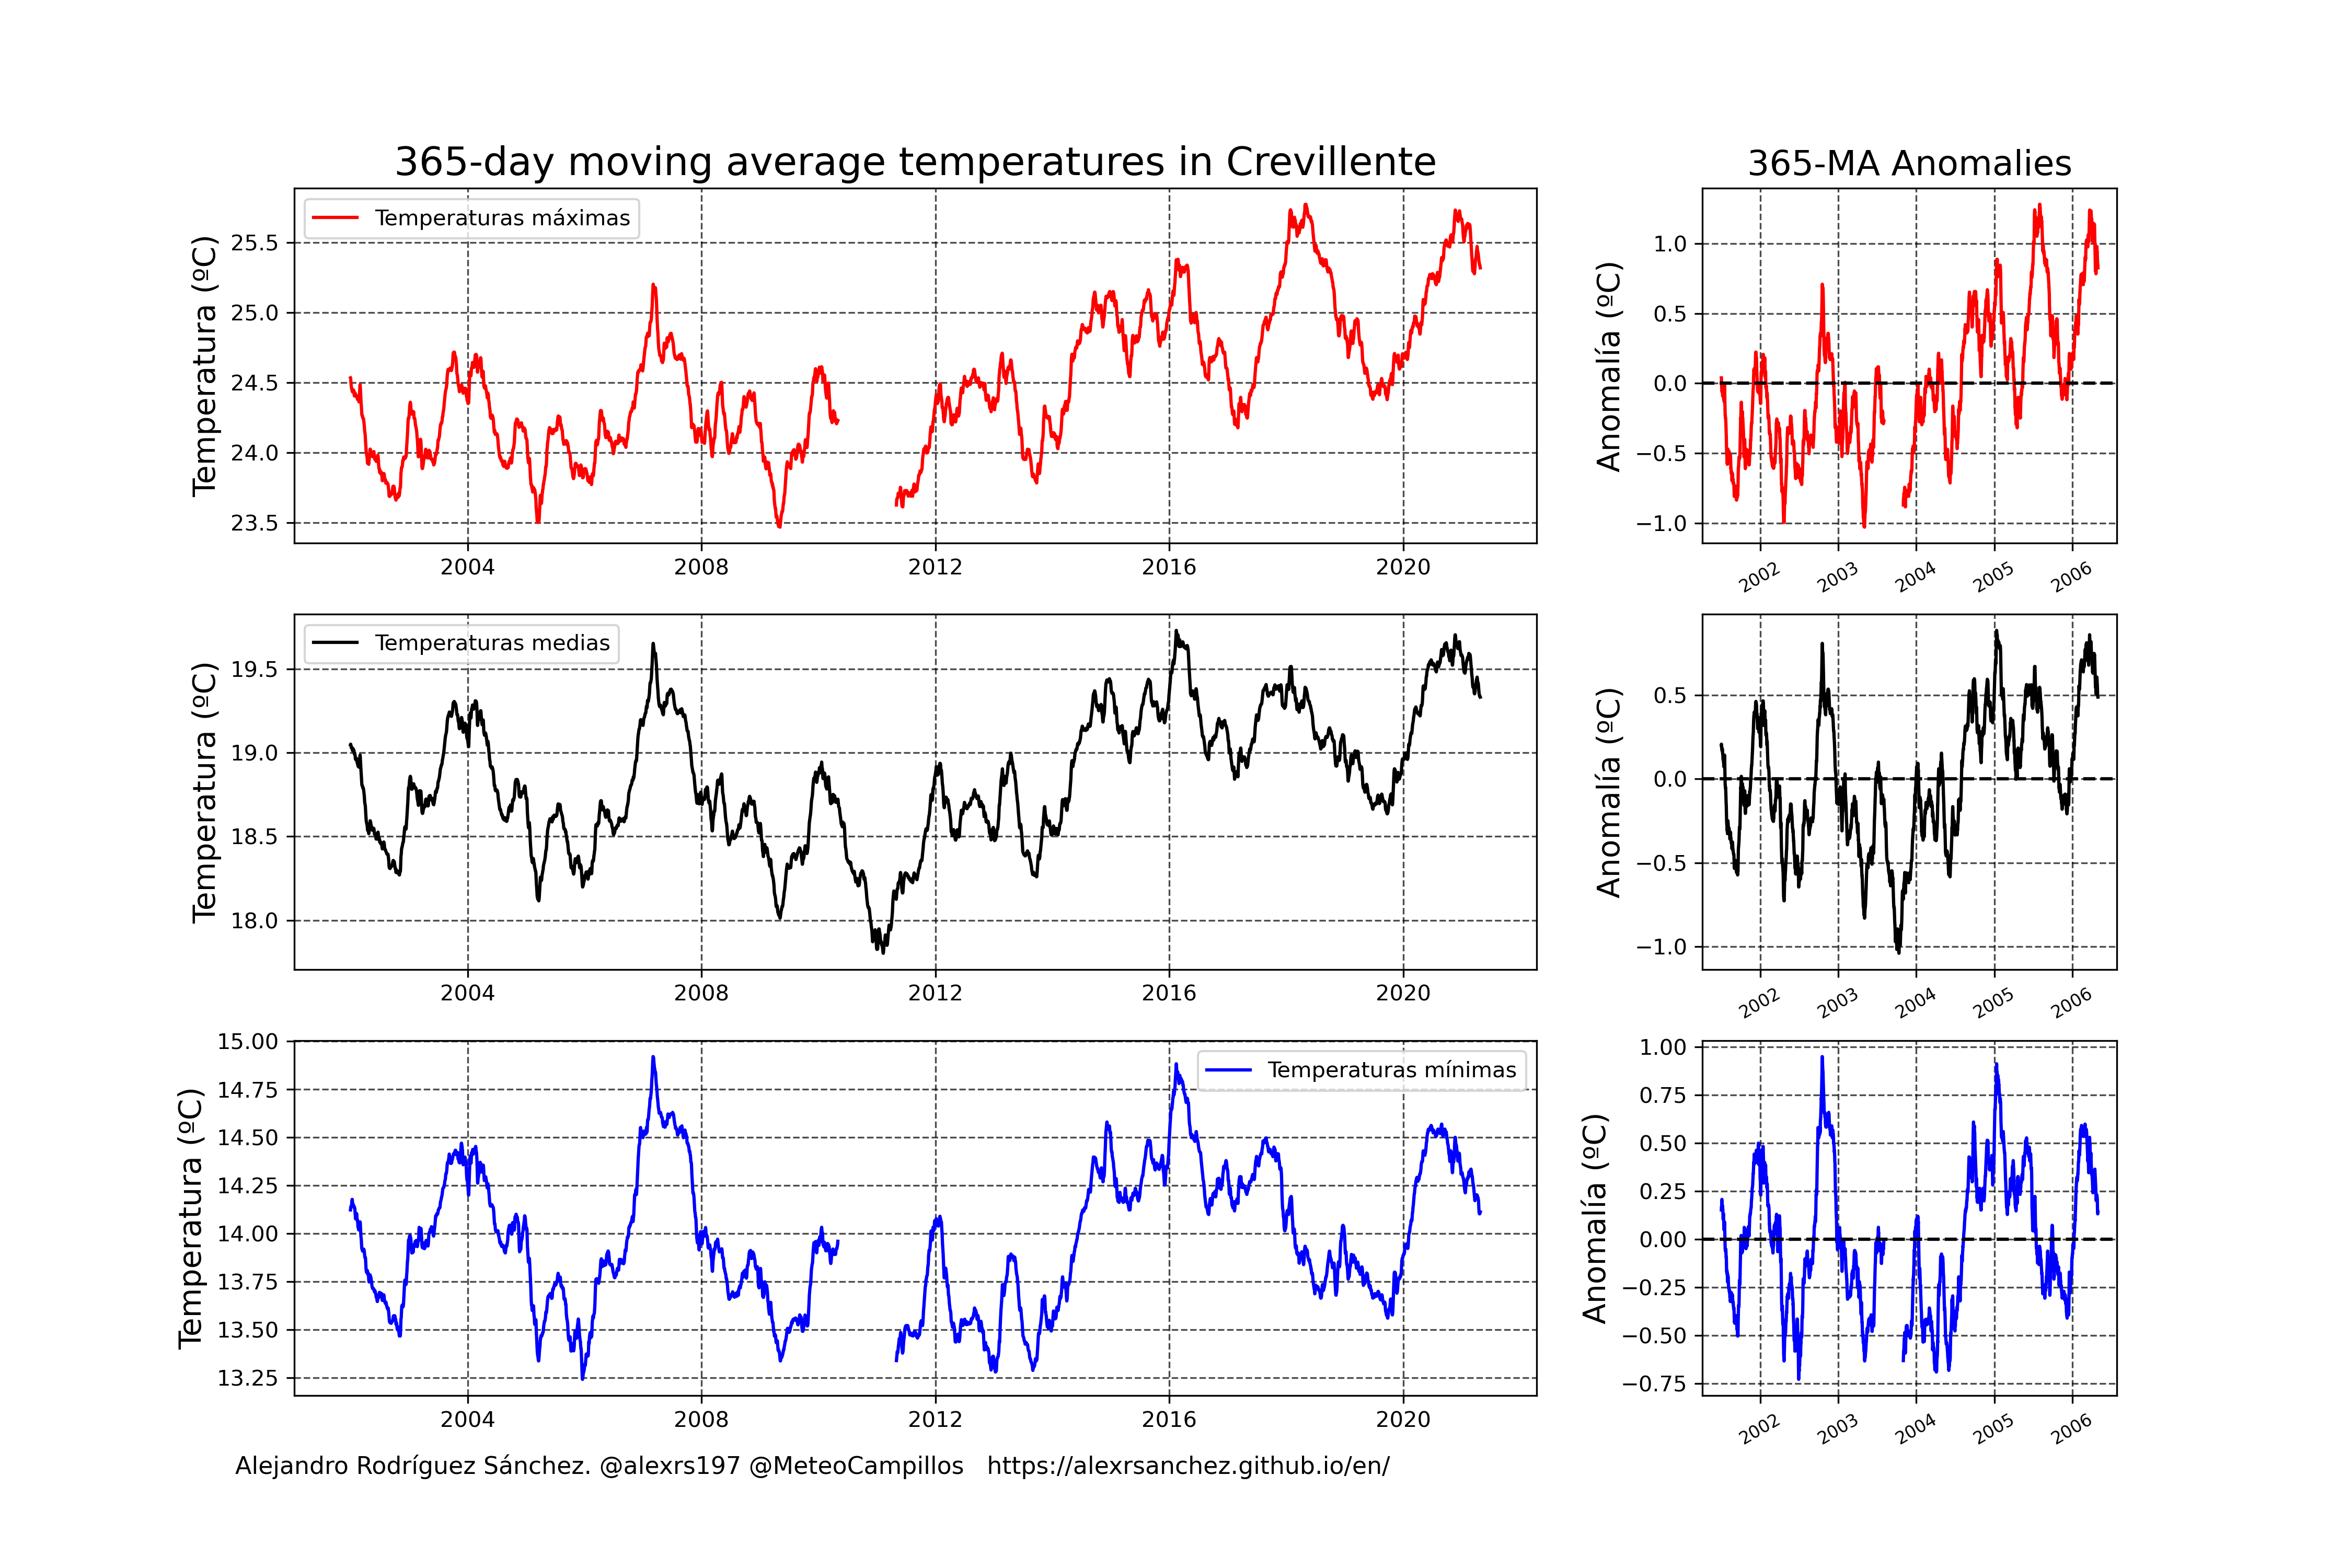 365-day moving average temperatures in Crevillente
Temperatura (ºC)
25.5
25.0
24.5
24.0
23.5
Temperaturas máximas
2004 2008 2012 2016 2020
365-MA Anomalies
Anomalía (ºC)
1.0
0.5
0.0
−0.5
−1.0
2002 2003 2004 2005 2006
Temperatura (ºC)
19.5
19.0
18.5
18.0
Temperaturas medias
2004 2008 2012 2016 2020
Anomalía (ºC)
0.5
0.0
−0.5
−1.0
2002 2003 2004 2005 2006
Temperatura (ºC)
15.00
14.75
14.50
14.25
14.00
13.75
13.50
13.25
Temperaturas mínimas
2004 2008 2012 2016 2020
Anomalía (ºC)
1.00
0.75
0.50
0.25
0.00
−0.25
−0.50
−0.75
2002 2003 2004 2005 2006
Alejandro Rodríguez Sánchez. @alexrs197 @MeteoCampillos https://alexrsanchez.github.io/en/